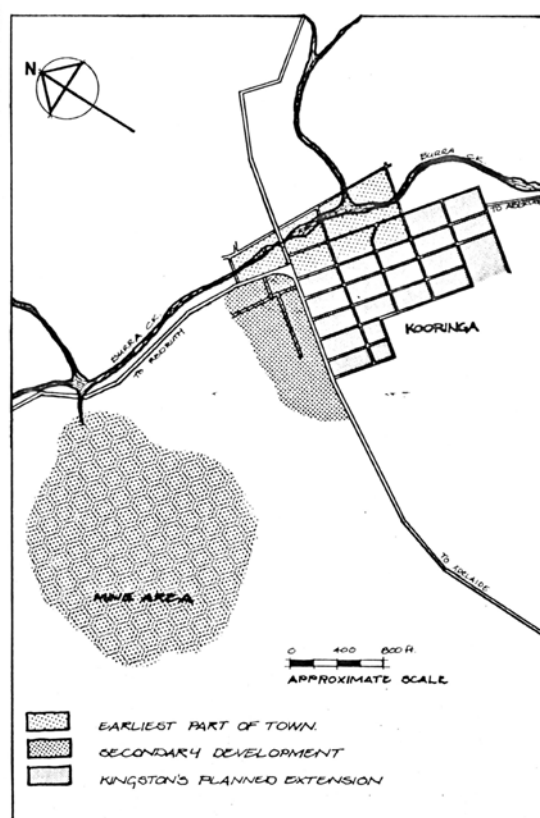 N
BURRA
CK
TO ABERDEEN
KOORINGA
BURRA CK.
TO REDRUTH
TO ADELAIDE
MINE AREA
0 400 800 ft.
APPROXIMATE SCALE
EARLIEST PART OF TOWN.
SECONDARY DEVELOPMENT
KINGSTON'S PLANNED EXTENSION